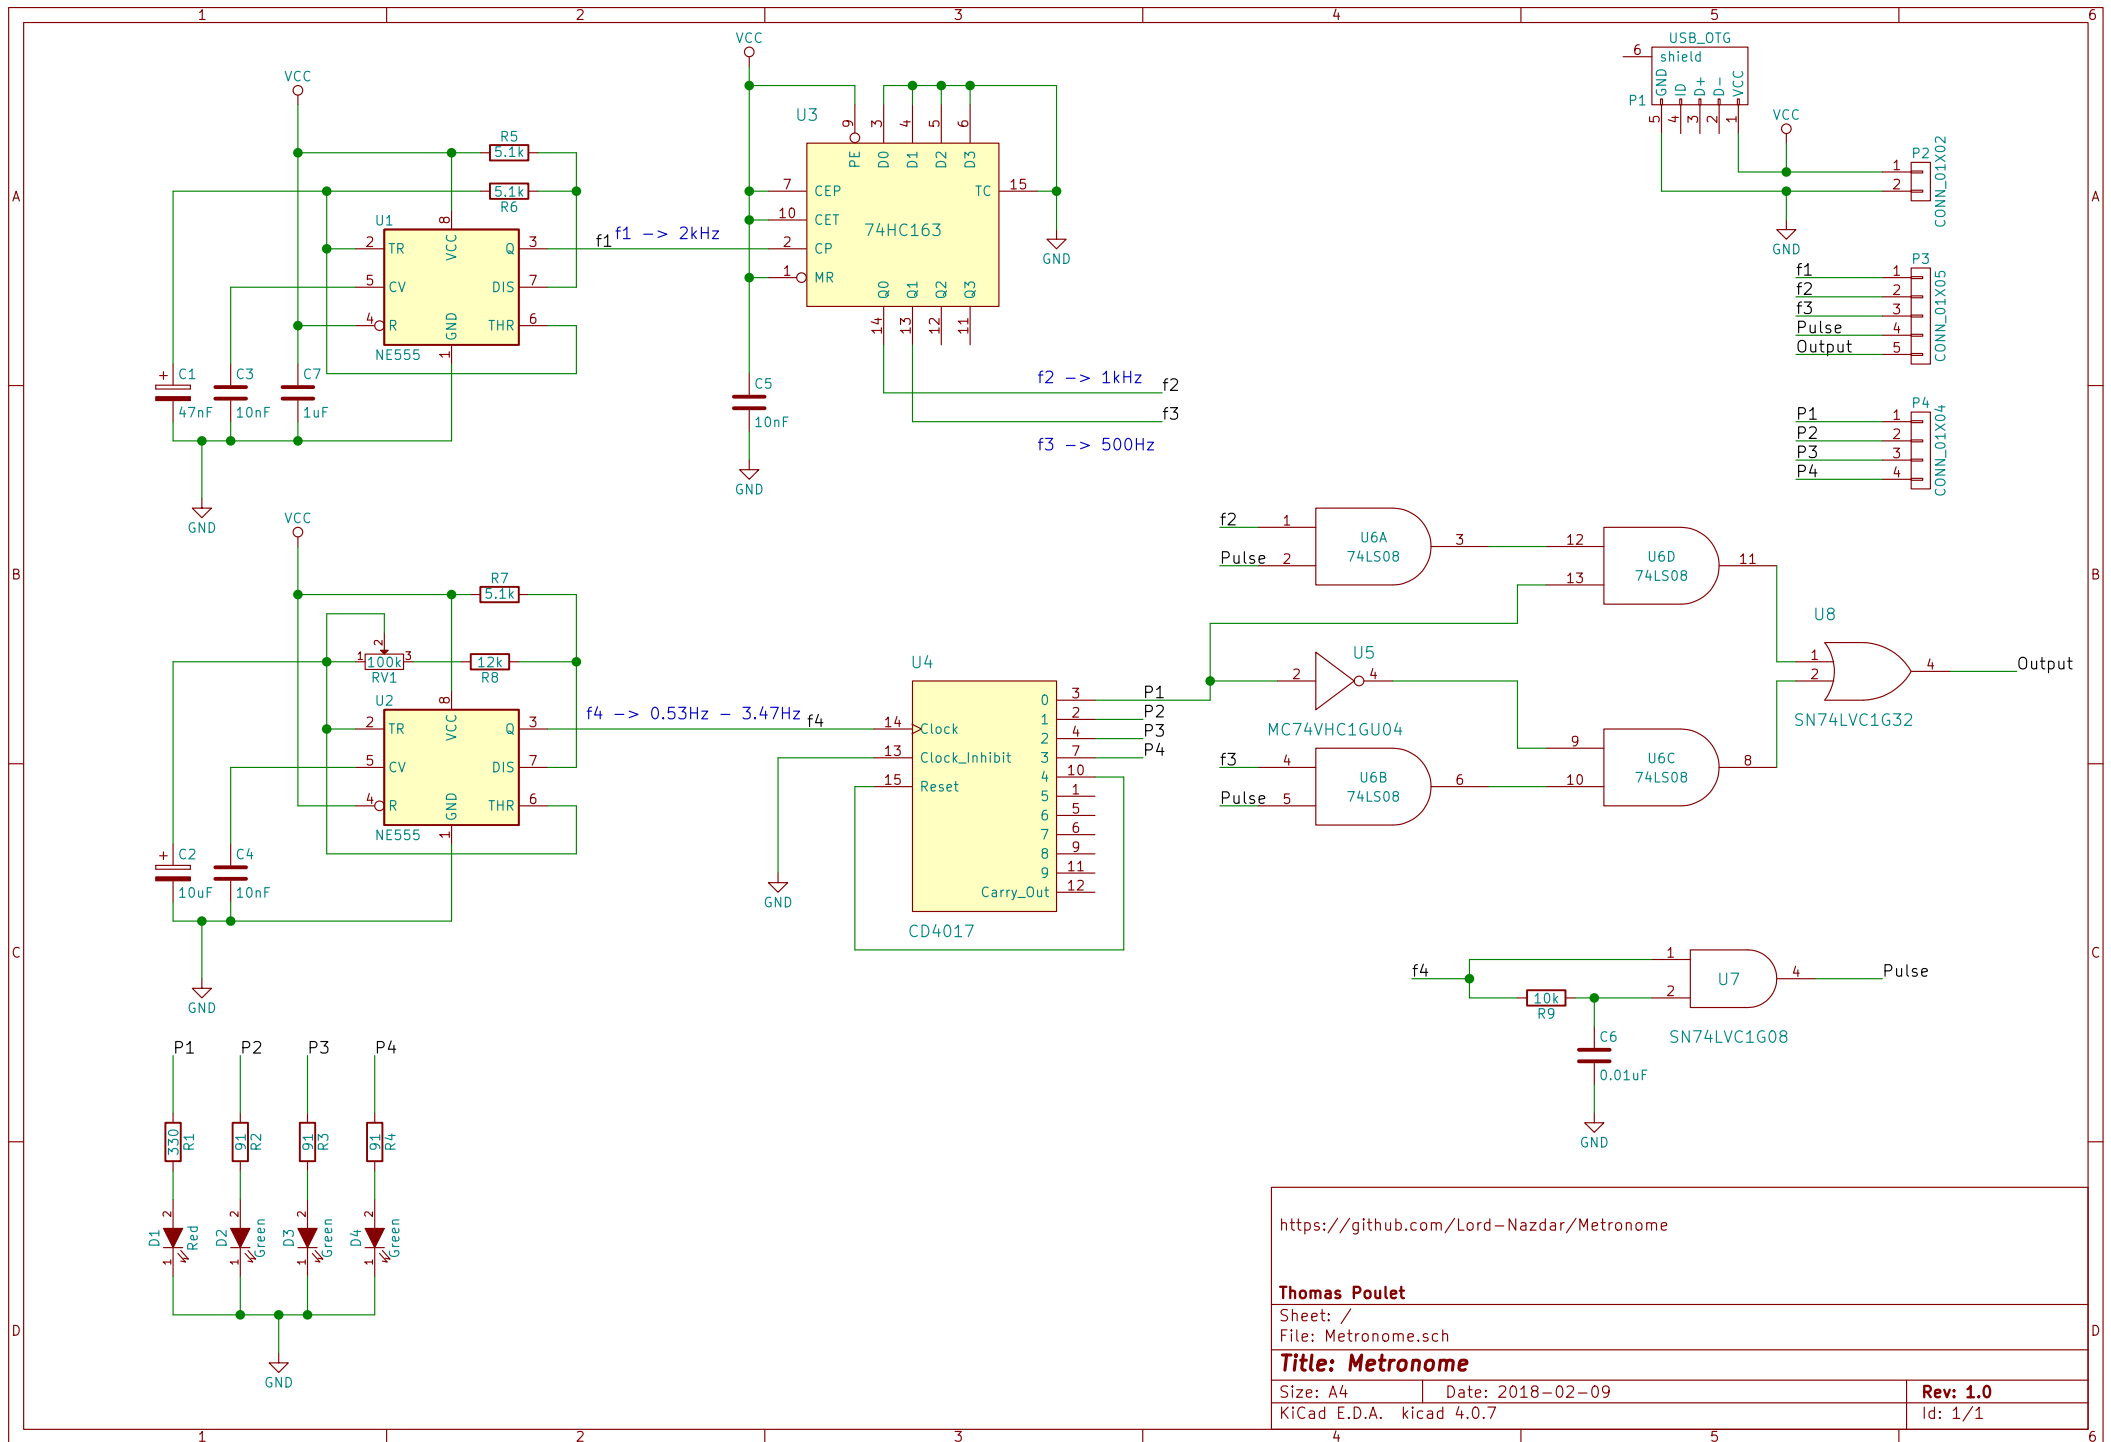 1 2 3 4 5 6
A
B
C
D
VCC
R5
5.1k
5.1k
R6
U1
2 TR
5 CV
4 R
8
VCC
GND
1
Q 3
DIS 7
THR 6
NE555
f1
f1 -> 2kHz
+ C1
47nF
C3
10nF
C7
1uF
GND
VCC
U3
9
3
4
5
6
PE
D0
D1
D2
D3
7 CEP
10 CET
2 CP
1 MR
TC 15
74HC163
Q0
Q1
Q2
Q3
14
13
12
11
GND
C5
10nF
GND
f2 -> 1kHz
f2
f3
f3 -> 500Hz
USB_OTG
6 shield
GND
ID
D+
D-
VCC
P1
5
4
3
2
1
VCC
GND
P2
1
2
CONN_01X02
P3
f1 1
f2 2
f3 3
Pulse 4
Output 5
CONN_01X05
P4
P1 1
P2 2
P3 3
P4 4
CONN_01X04
VCC
R7
5.1k
2
1 100k 3
RV1
12k
R8
U2
2 TR
5 CV
4 R
8
VCC
GND
1
Q 3
DIS 7
THR 6
NE555
f4 -> 0.53Hz - 3.47Hz
f4
+ C2
10uF
C4
10nF
GND
U4
14 Clock
13 Clock_Inhibit
15 Reset
0 3 P1
1 2 P2
2 4 P3
3 7 P4
4 10
5 1
6 5
7 6
8 9
9 11
Carry_Out 12
CD4017
GND
f2 1
Pulse 2
U6A
74LS08
3
12
13
U6D
74LS08
11
U5
2
4
MC74VHC1GU04
f3 4
Pulse 5
U6B
74LS08
6
9
10
U6C
74LS08
8
U8
1
2
4
Output
SN74LVC1G32
f4
10k
R9
C6
0.01uF
GND
1
2
U7
4
Pulse
SN74LVC1G08
P1 P2 P3 P4
330
R1
91
R2
91
R3
91
R4
D1
2
1
Red
D2
2
1
Green
D3
2
1
Green
D4
2
1
Green
GND
https://github.com/Lord-Nazdar/Metronome
Thomas Poulet
Sheet: /
File: Metronome.sch
Title: Metronome
Size: A4 Date: 2018-02-09 Rev: 1.0
KiCad E.D.A. kicad 4.0.7 Id: 1/1
A
B
C
D
1 2 3 4 5 6